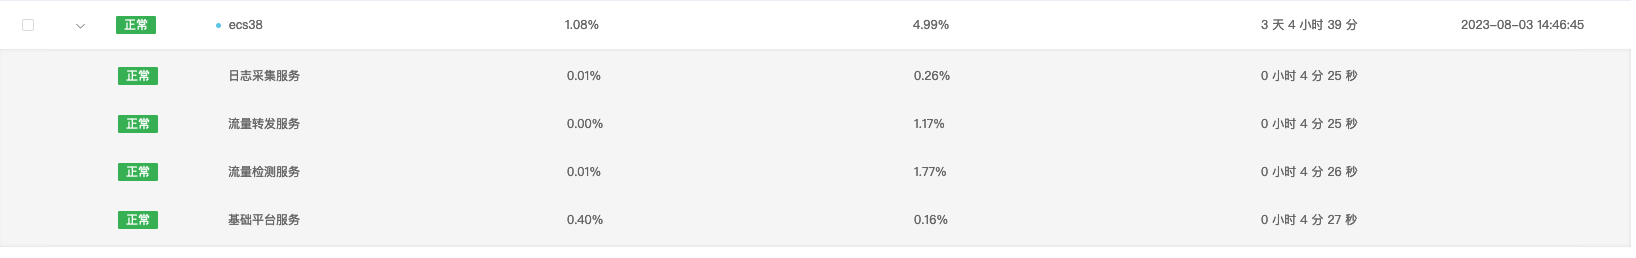 正常 ecs38 1.08% 4.99% 3 天 4 小时 39 分 2023-08-03 14:46:45
正常 日志采集服务 0.01% 0.26% 0 小时 4 分 25 秒
正常 流量转发服务 0.00% 1.17% 0 小时 4 分 25 秒
正常 流量检测服务 0.01% 1.77% 0 小时 4 分 26 秒
正常 基础平台服务 0.40% 0.16% 0 小时 4 分 27 秒